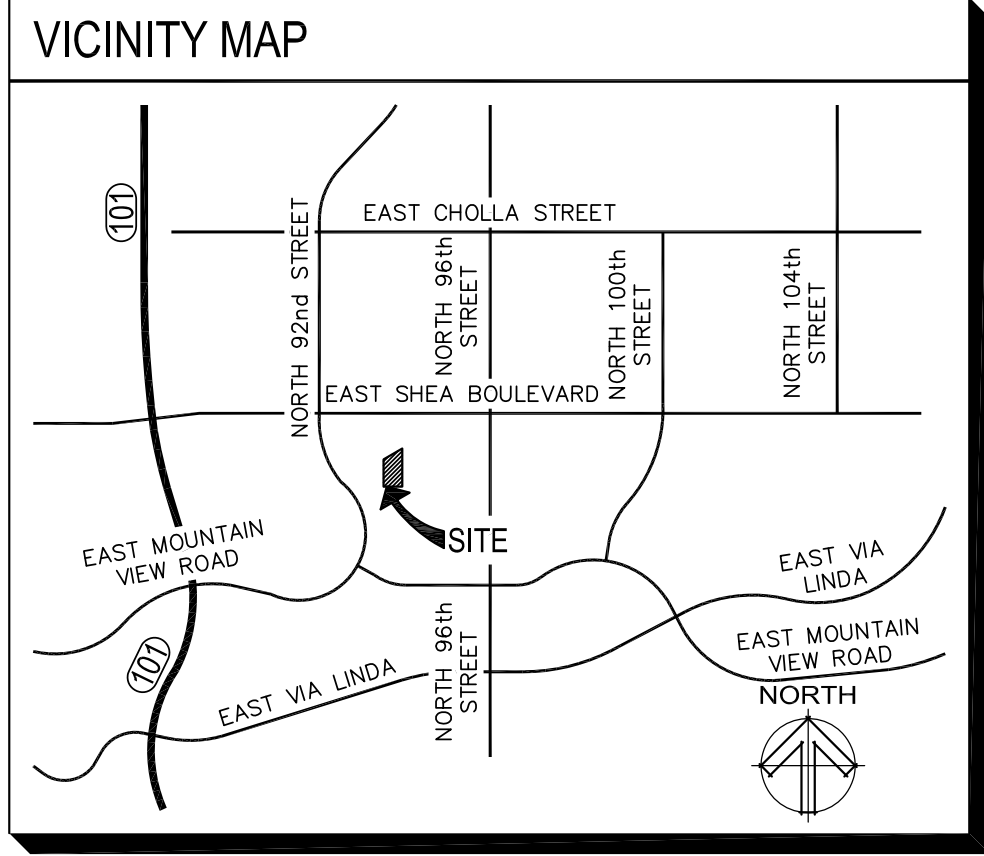 VICINITY MAP
101
NORTH 92nd STREET
EAST CHOLLA STREET
NORTH 96th
STREET
NORTH 100th
STREET
NORTH 104th
STREET
EAST SHEA BOULEVARD
SITE
EAST MOUNTAIN
VIEW ROAD
EAST VIA
LINDA
101
EAST VIA LINDA
NORTH 96th
STREET
EAST MOUNTAIN
VIEW ROAD
NORTH